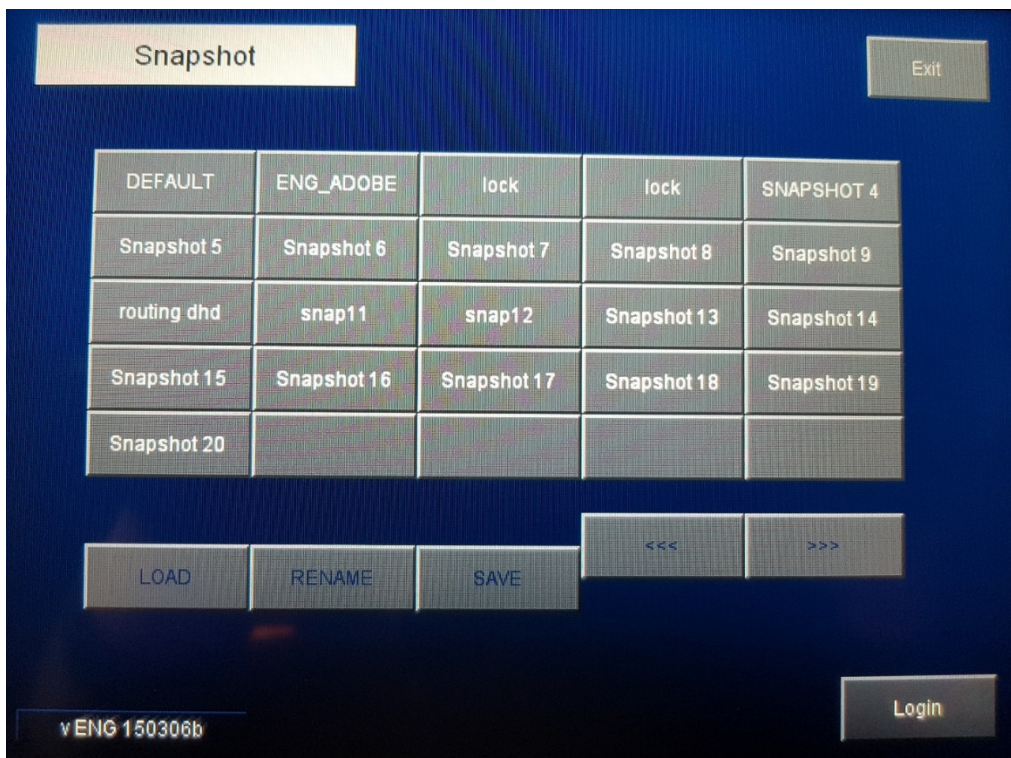 Snapshot
Exit
DEFAULT
ENG_ADOBE
lock
lock
SNAPSHOT 4
Snapshot 5
Snapshot 6
Snapshot 7
Snapshot 8
Snapshot 9
routing dhd
snap11
snap12
Snapshot 13
Snapshot 14
Snapshot 15
Snapshot 16
Snapshot 17
Snapshot 18
Snapshot 19
Snapshot 20
<<<
>>>
LOAD
RENAME
SAVE
Login
v ENG 150306b